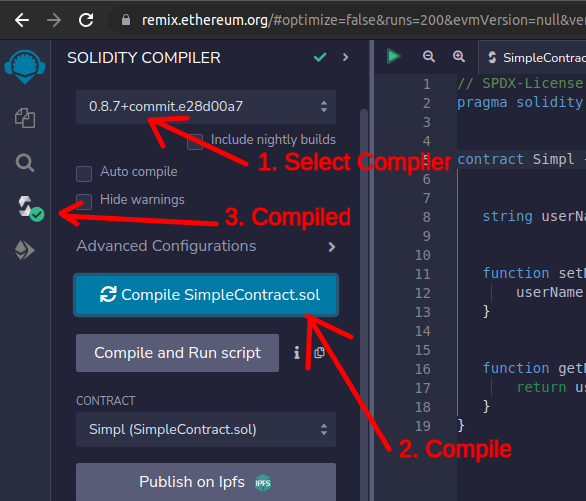 remix.ethereum.org/#optimize=false&runs=200&evmVersion=null&ver
SOLIDITY COMPILER
SimpleContrac
0.8.7+commit.e28d00a7
Include nightly builds
1. Select Compiler
Auto compile
Hide warnings
3. Compiled
Advanced Configurations
Compile SimpleContract.sol
Compile and Run script
CONTRACT
Simpl (SimpleContract.sol)
2. Compile
Publish on Ipfs
IPFS
1 // SPDX-License
2 pragma solidity
3
4
5 contract Simpl
6
7
8 string userNa
9
10
11 function set
12 userName
13 }
14
15
16 function get
17 return us
18 }
19 }